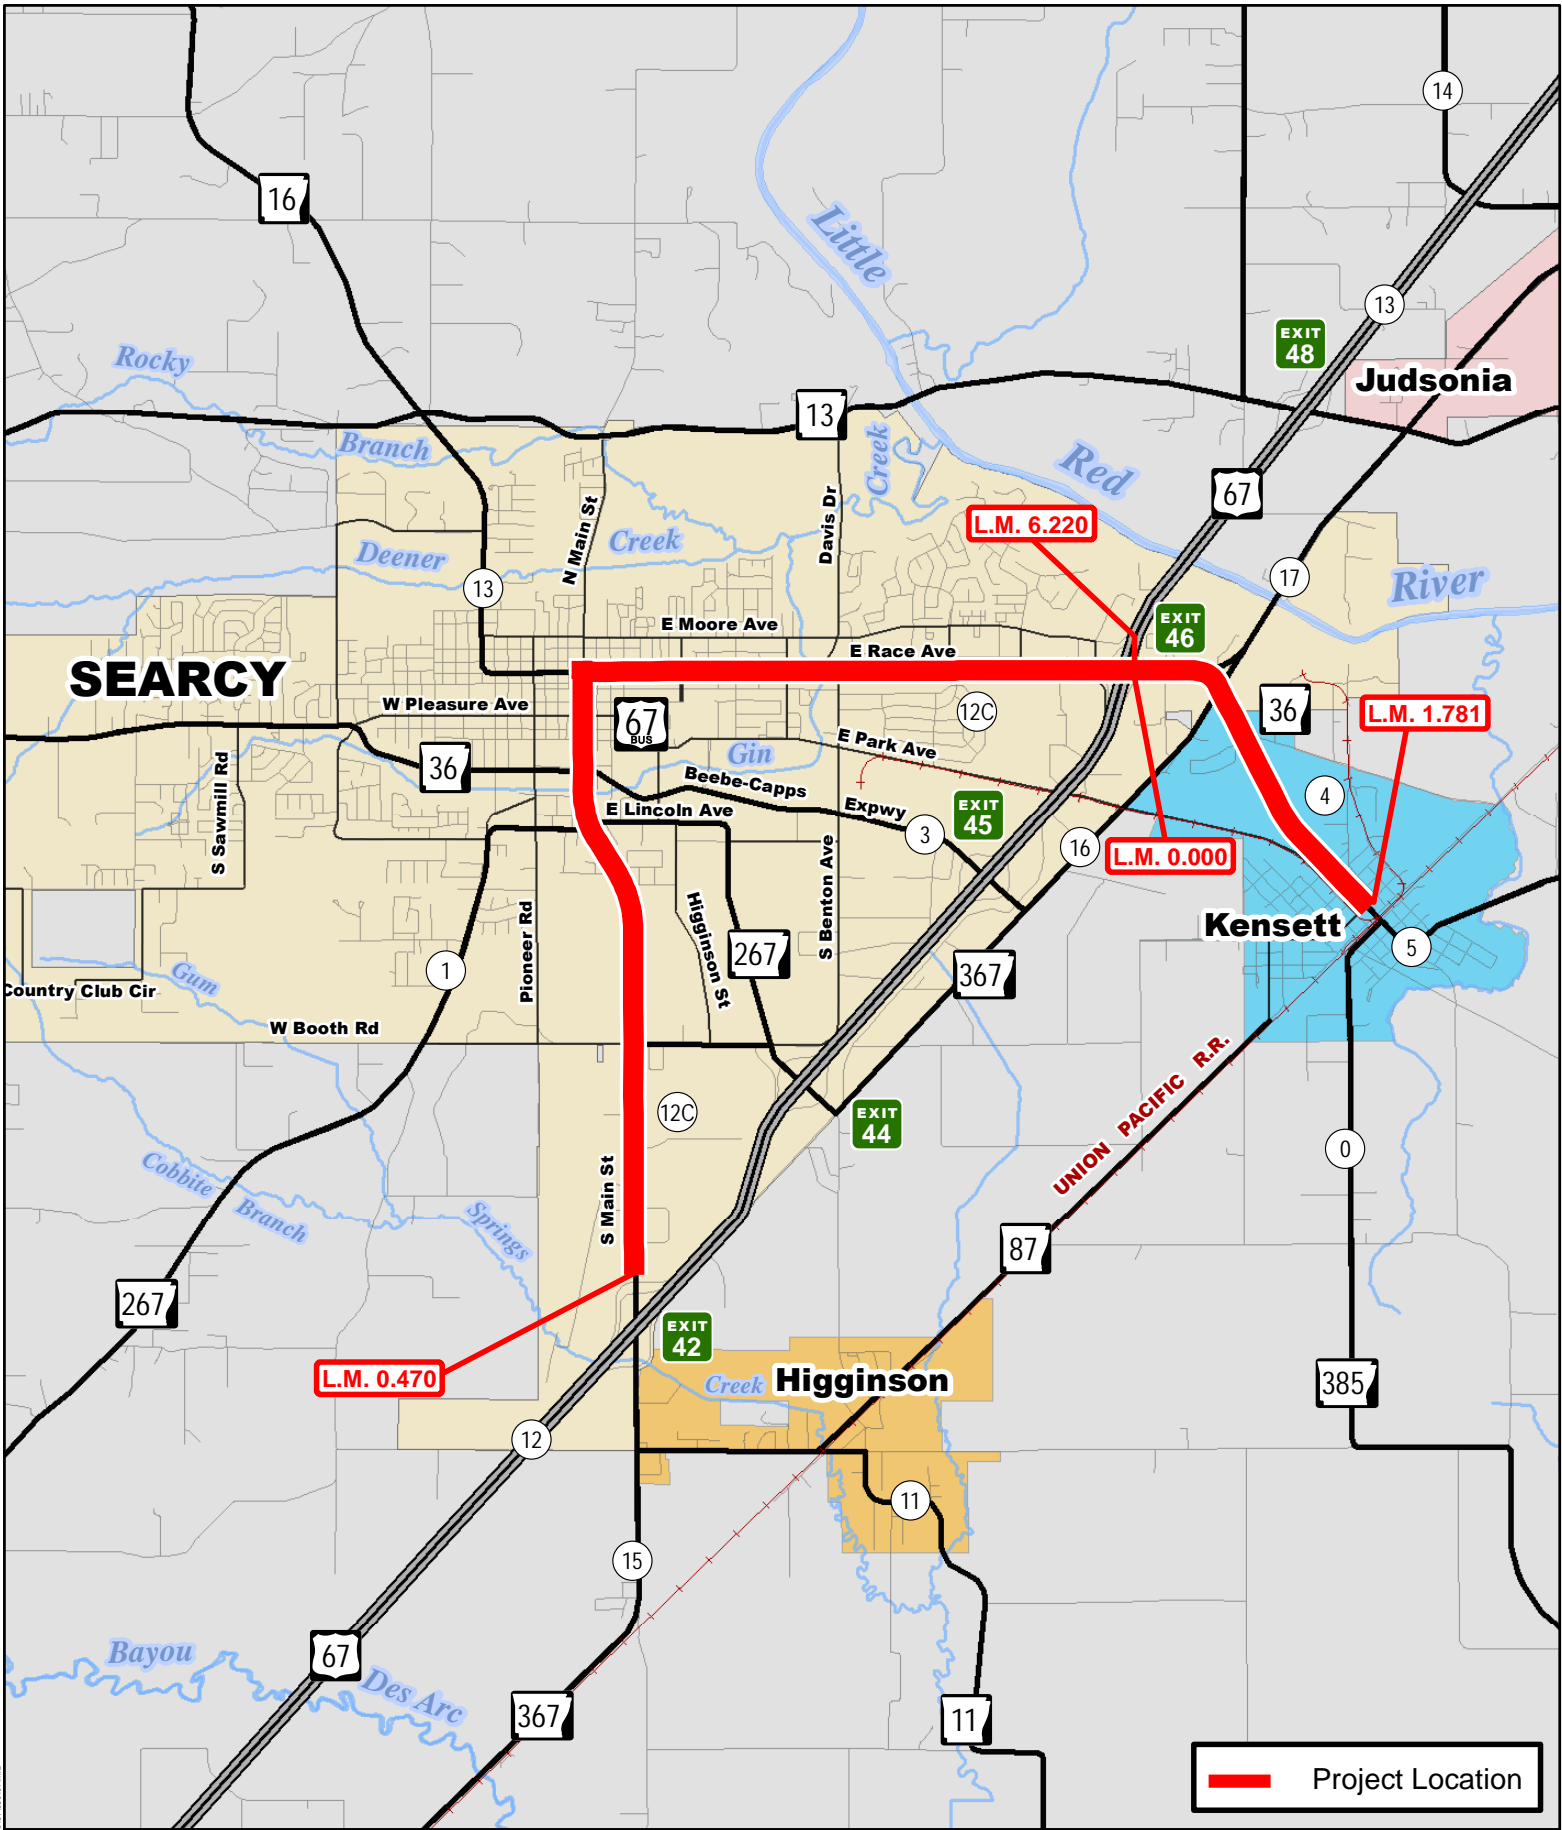 14
16
Little
13
EXIT
48
Rocky
Judsonia
13
Branch
Creek
Red
67
L.M. 6.220
N Main St
Davis Dr
Creek
Deener
13
17
River
E Moore Ave
EXIT
46
E Race Ave
SEARCY
W Pleasure Ave
67
BUS
12C
36
L.M. 1.781
E Park Ave
Gin
36
Beebe-Capps
Expwy
4
S Sawmill Rd
E Lincoln Ave
EXIT
45
3
16
L.M. 0.000
S Benton Ave
Higginson St
Pioneer Rd
Kensett
5
267
1
367
Gum
Country Club Cir
W Booth Rd
12C
EXIT
44
UNION PACIFIC R.R.
0
Cobbite
Branch
S Main St
Springs
87
267
EXIT
42
L.M. 0.470
Creek
Higginson
385
12
11
15
67
Bayou
Des Arc
367
11
Project Location